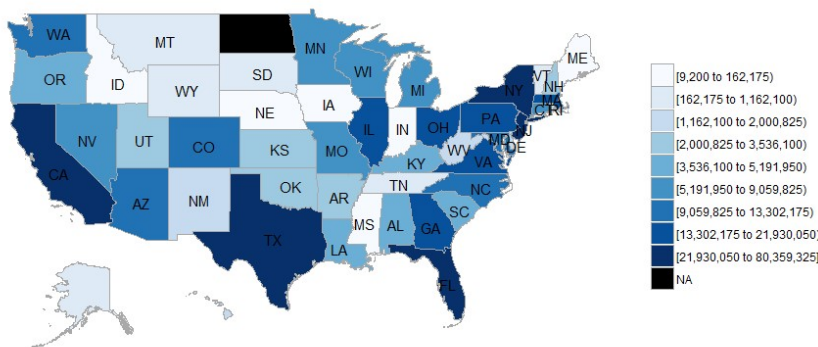 WA
MT
ME
MN
OR
ID
SD
WI
VT
NH
NY
MA
WY
MI
CT
RI
IA
NE
PA
NJ
IL
IN
OH
NV
UT
MD
DE
CO
WV
CA
KS
MO
KY
VA
TN
NC
OK
AZ
NM
AR
SC
MS
AL
GA
TX
LA
FL
[9,200 to 162,175)
[162,175 to 1,162,100)
[1,162,100 to 2,000,825)
[2,000,825 to 3,536,100)
[3,536,100 to 5,191,950)
[5,191,950 to 9,059,825)
[9,059,825 to 13,302,175)
[13,302,175 to 21,930,050)
[21,930,050 to 80,359,325]
NA